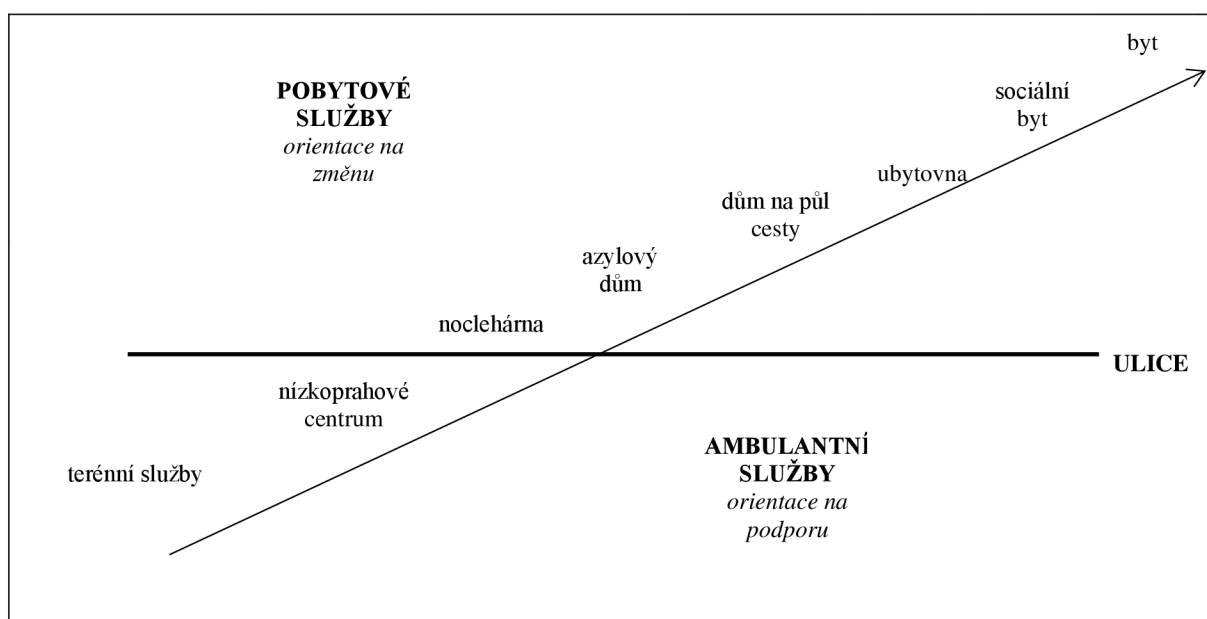 byt
POBYTOVÉ
SLUŽBY
orientace na
změnu
sociální
byt
ubytovna
dům na půl
cesty
azylový
dům
noclehárna
ULICE
nízkoprahové
centrum
terénní služby
AMBULANTNÍ
SLUŽBY
orientace na
podporu